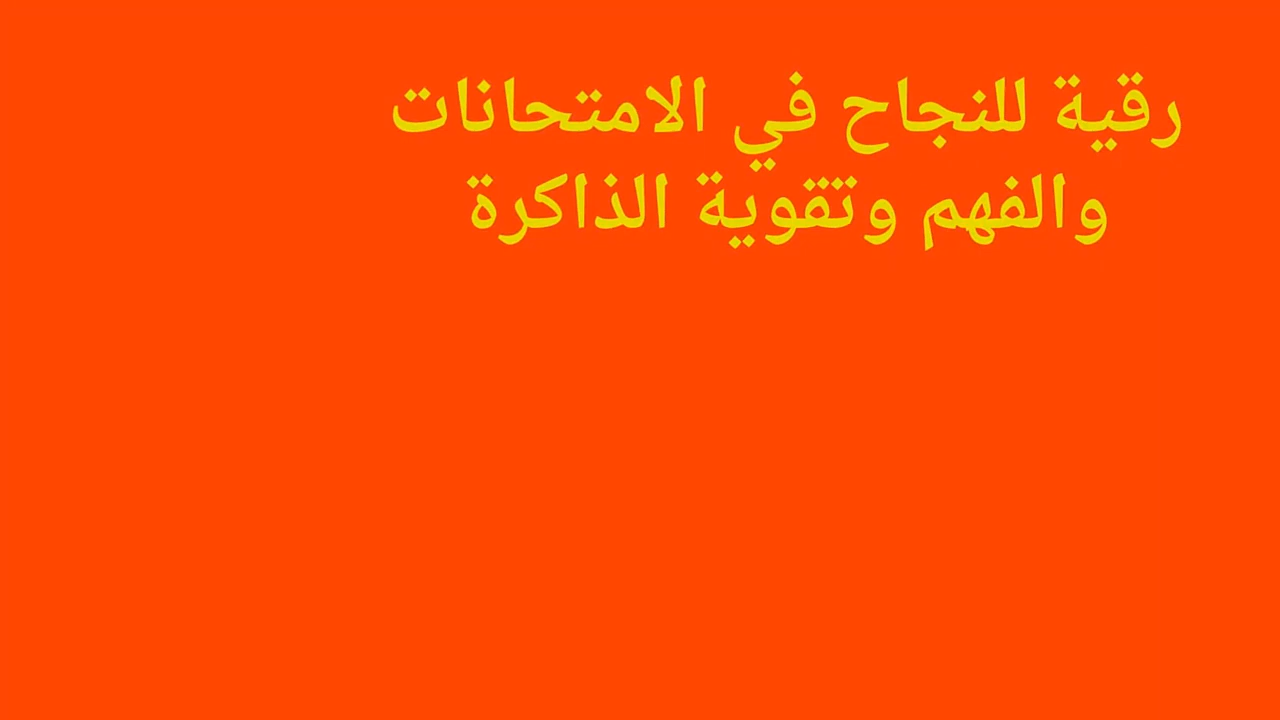 رقية للنجاح في الامتحانات
والفهم وتقوية الذاكرة